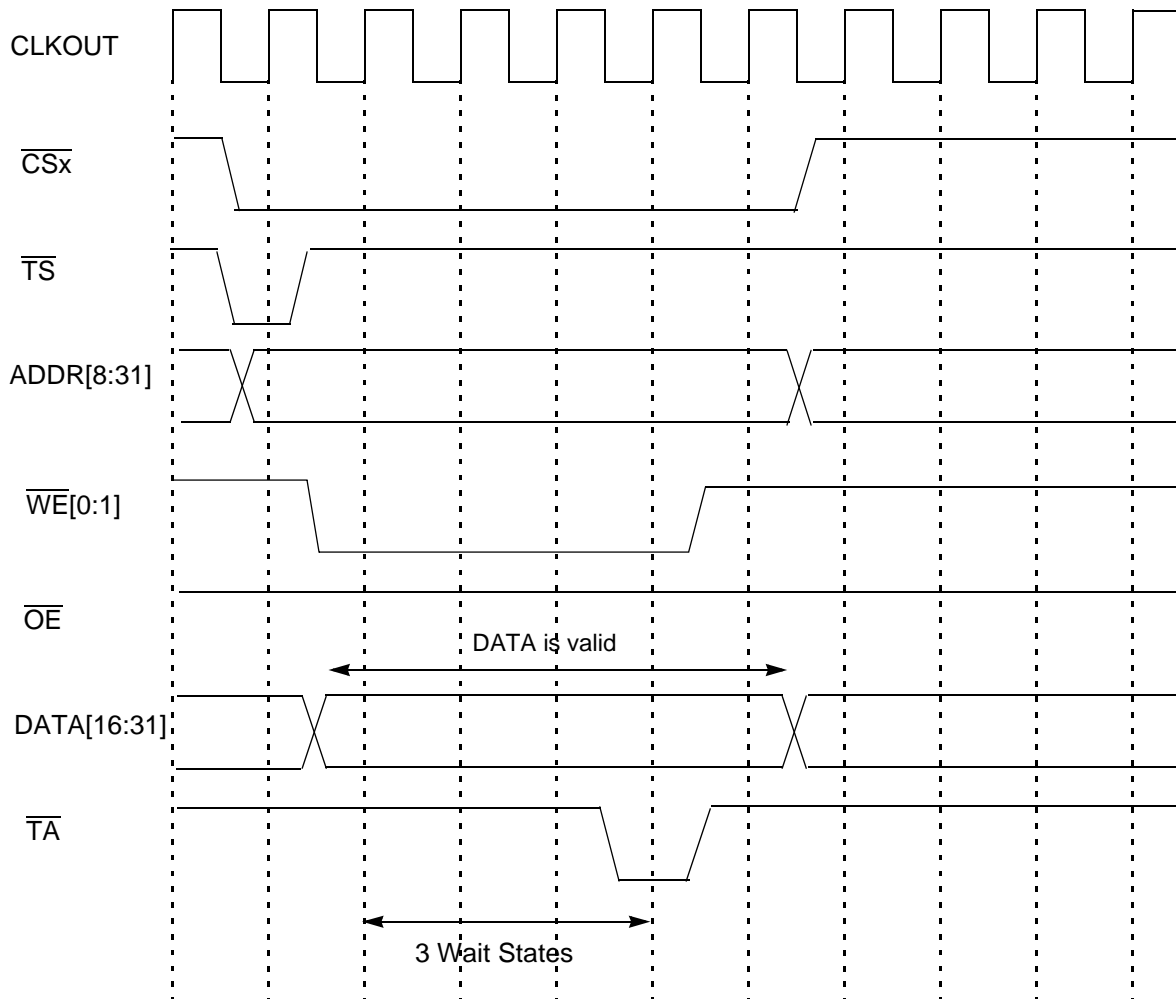 CLKOUT
CSx
TS
ADDR[8:31]
WE[0:1]
OE
DATA is valid
DATA[16:31]
TA
3 Wait States